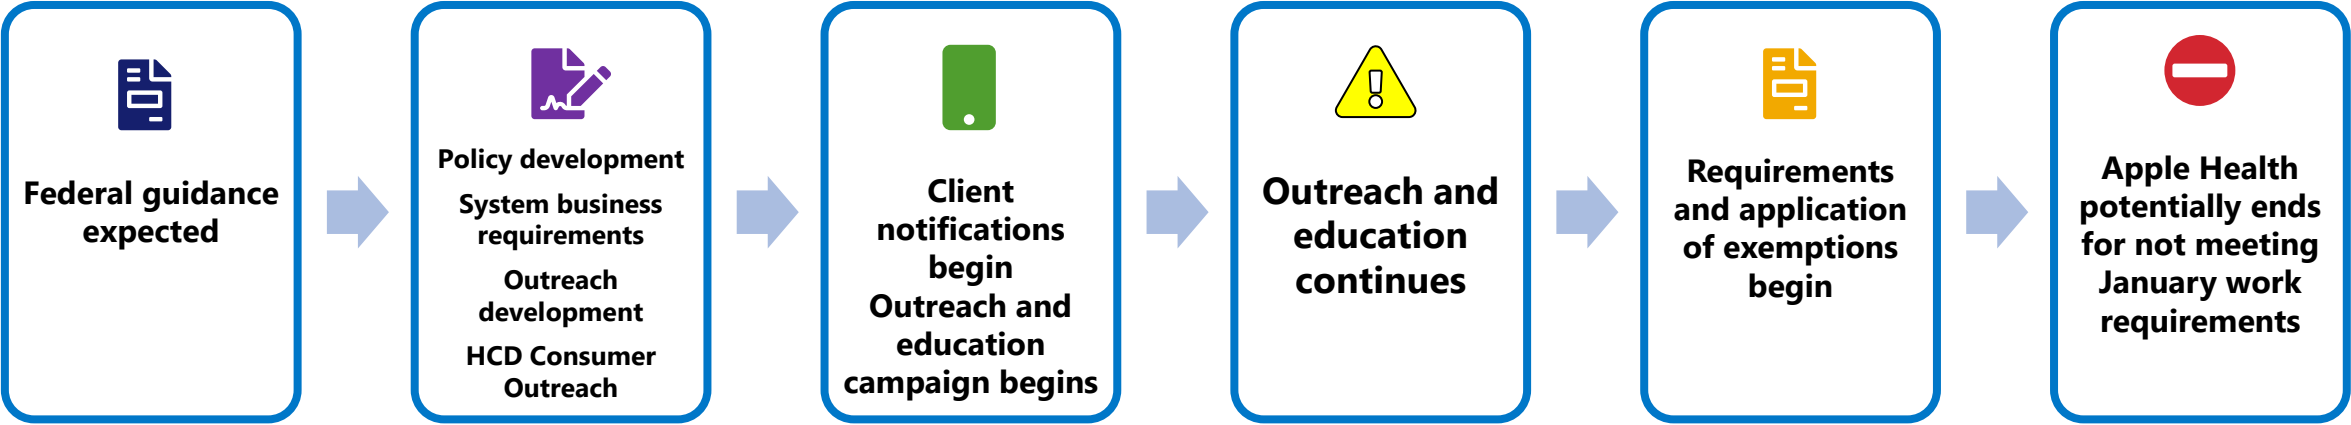 Federal guidance
expected
Policy development
System business
requirements
Outreach
development
HCD Consumer
Outreach
Client
notifications
begin
Outreach and
education
campaign begins
Outreach and
education
continues
Requirements
and application
of exemptions
begin
Apple Health
potentially ends
for not meeting
January work
requirements